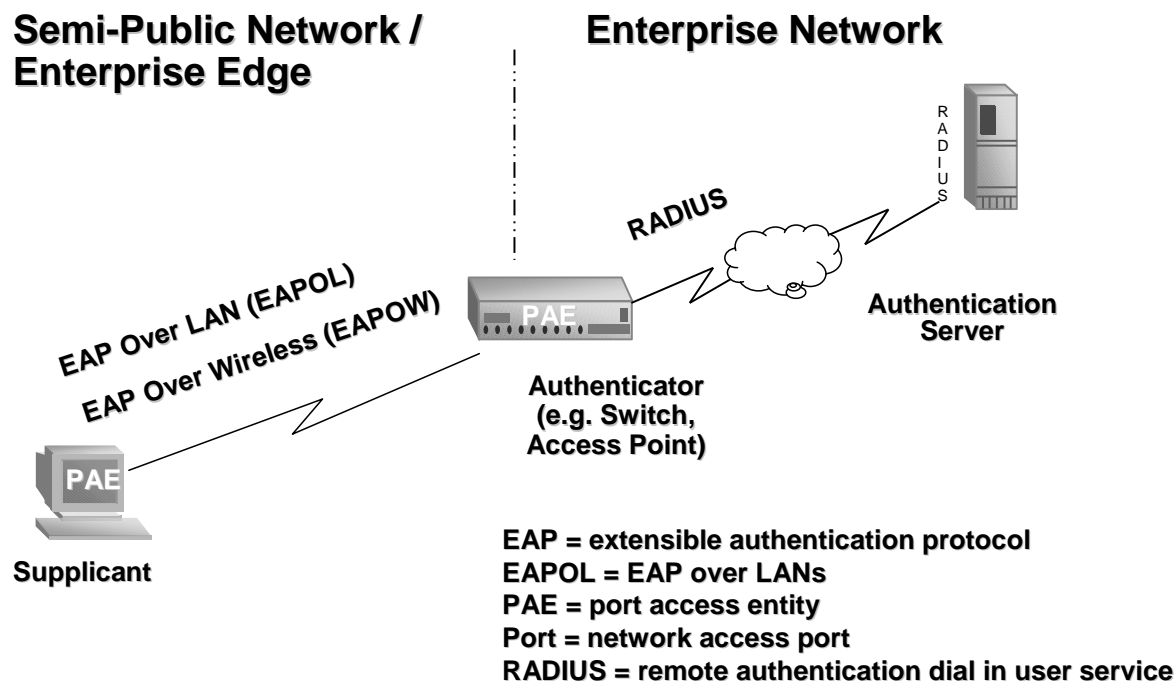 Semi-Public Network /
Enterprise Edge
Enterprise Network
R
A
D
I
U
S
RADIUS
EAP Over LAN (EAPOL)
EAP Over Wireless (EAPOW)
PAE
Authentication
Server
Authenticator
(e.g. Switch,
Access Point)
PAE
Supplicant
EAP = extensible authentication protocol
EAPOL = EAP over LANs
PAE = port access entity
Port = network access port
RADIUS = remote authentication dial in user service